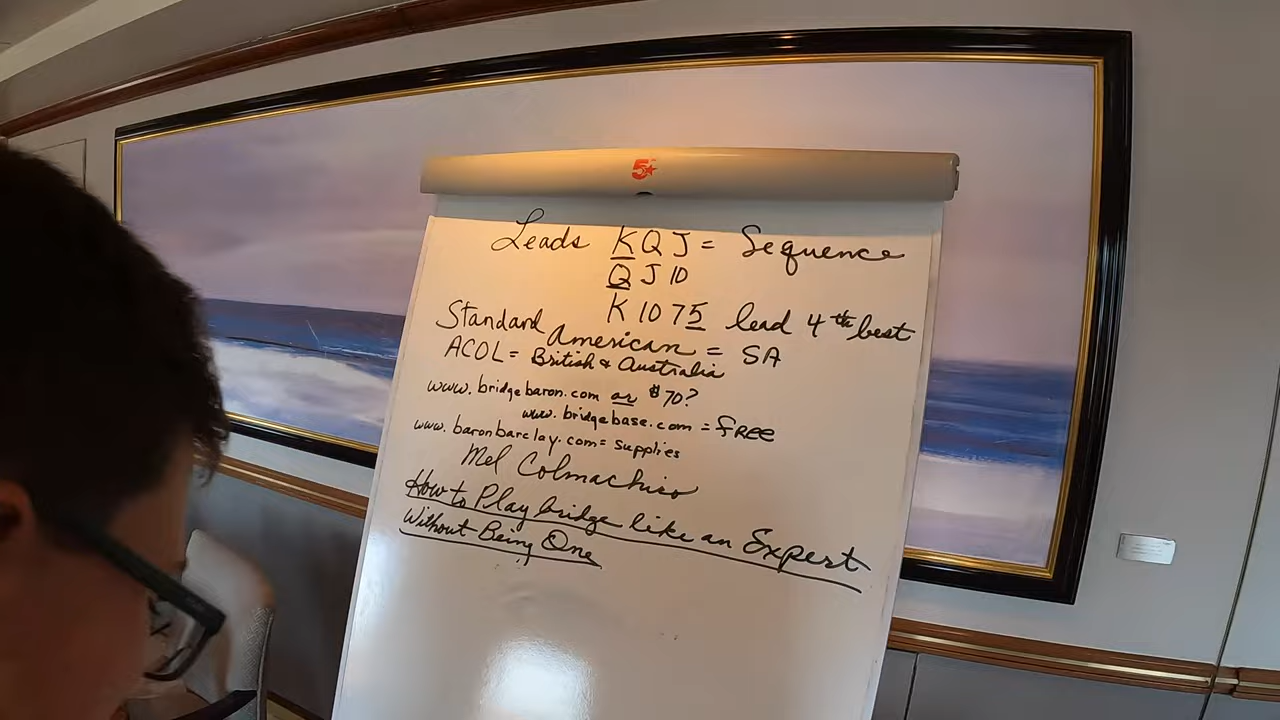 5★
Leads KQJ = Sequence
QJ10
K1075 lead 4th best
Standard American = SA
ACOL = British & Australia
www.bridgebaron.com or $70?
www.bridgebase.com = FREE
www.baronbarclay.com = supplies
Mel Colmachiso
How to Play bridge like an Expert
Without Being One